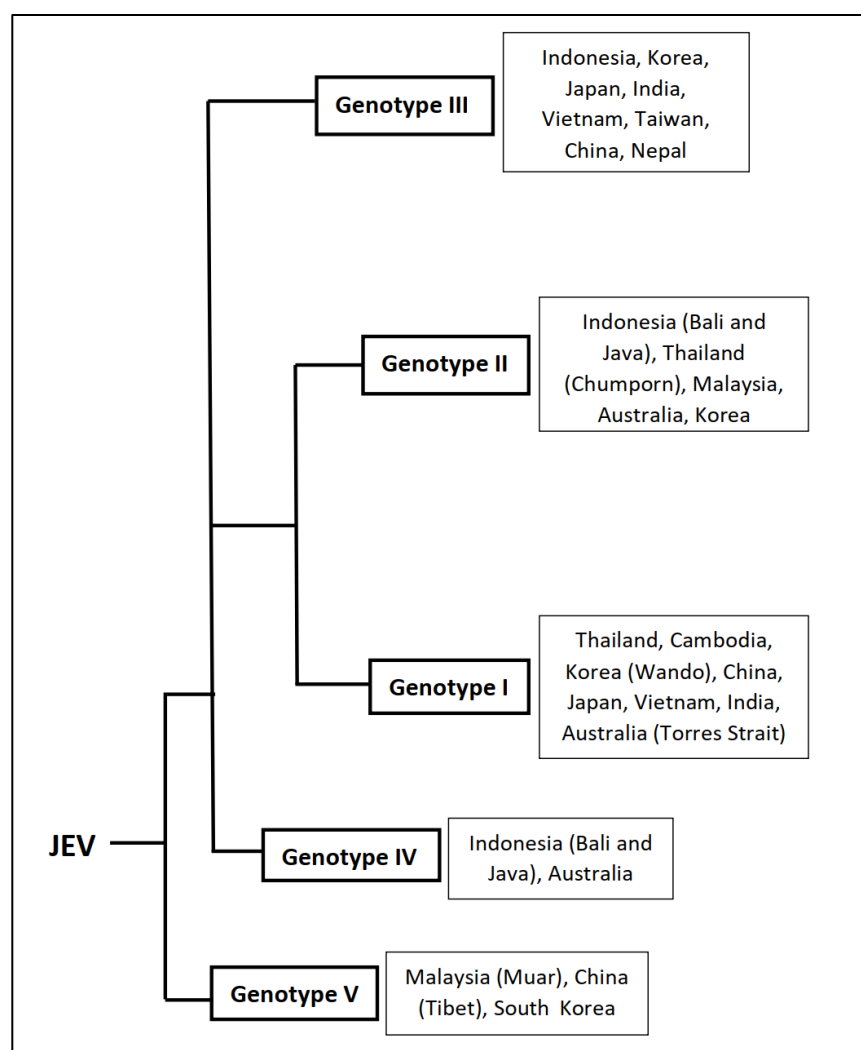 Genotype III
Indonesia, Korea,
Japan, India,
Vietnam, Taiwan,
China, Nepal
Genotype II
Indonesia (Bali and
Java), Thailand
(Chumporn), Malaysia,
Australia, Korea
Genotype I
Thailand, Cambodia,
Korea (Wando), China,
Japan, Vietnam, India,
Australia (Torres Strait)
JEV
Genotype IV
Indonesia (Bali and
Java), Australia
Genotype V
Malaysia (Muar), China
(Tibet), South Korea